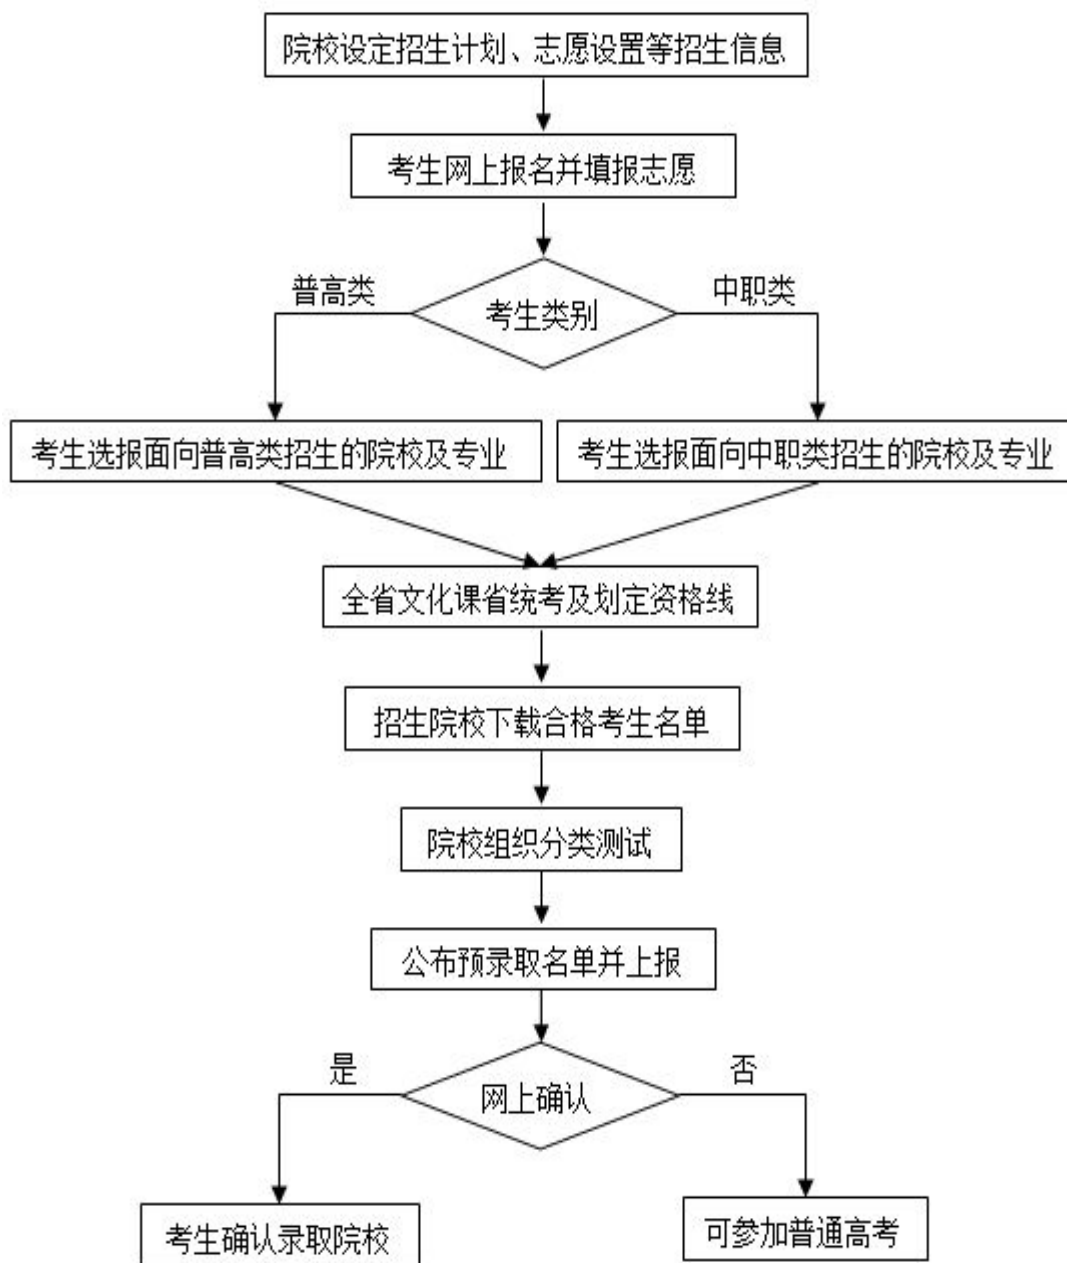 院校设定招生计划、志愿设置等招生信息
考生网上报名并填报志愿
普高类
中职类
考生类别
考生选报面向普高类招生的院校及专业
考生选报面向中职类招生的院校及专业
全省文化课省统考及划定资格线
招生院校下载合格考生名单
院校组织分类测试
公布预录取名单并上报
是
否
网上确认
考生确认录取院校
可参加普通高考